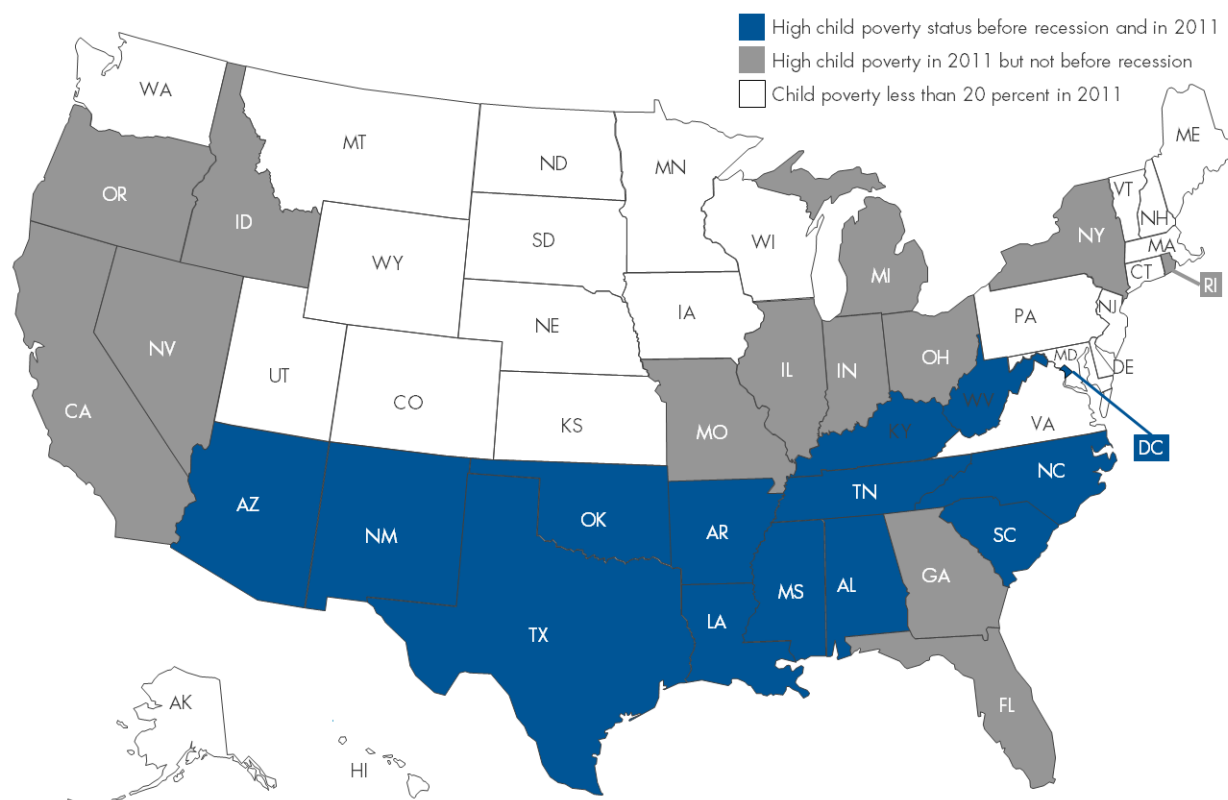 High child poverty status before recession and in 2011
High child poverty in 2011 but not before recession
Child poverty less than 20 percent in 2011
WA
ME
MT
ND
MN
VT
OR
NH
ID
SD
WI
NY
MA
WY
CT
MI
RI
IA
NJ
NE
PA
NV
OH
MD
UT
IL
IN
DE
CO
WV
CA
KS
MO
KY
VA
DC
NC
TN
AZ
OK
NM
AR
SC
GA
MS
AL
LA
TX
AK
FL
HI